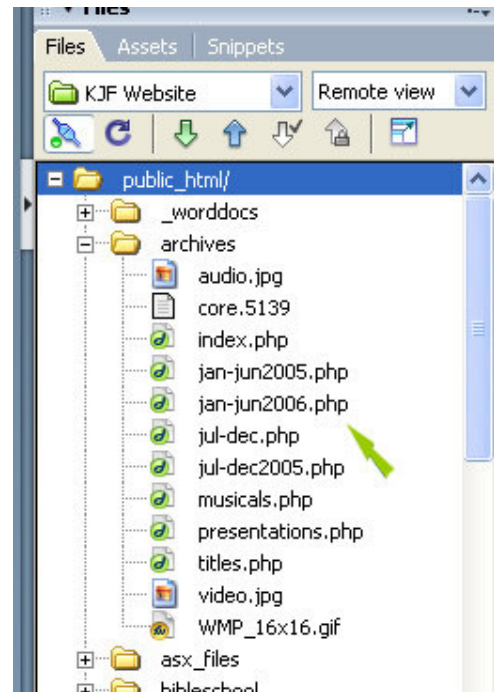 Files
Files Assets Snippets
KJF Website Remote view
public_html/
_worddocs
archives
audio.jpg
core.5139
index.php
jan-jun2005.php
jan-jun2006.php
jul-dec.php
jul-dec2005.php
musicals.php
presentations.php
titles.php
video.jpg
WMP_16x16.gif
asx_files
bibleschool